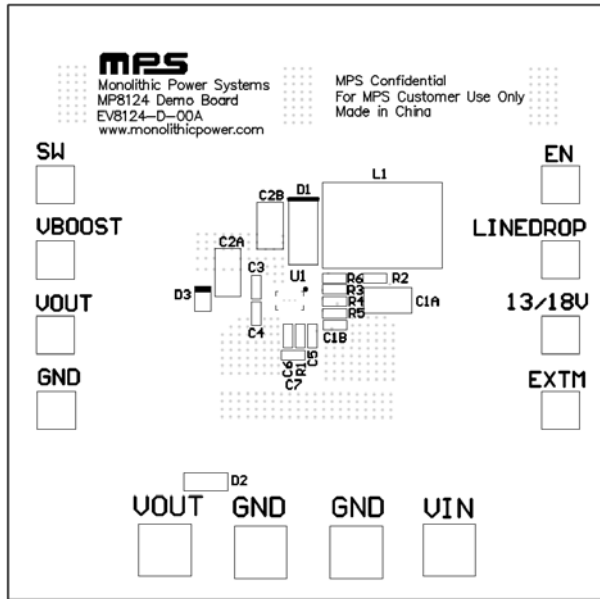 MPS
Monolithic Power Systems
MP8124 Demo Board
EV8124-D-00A
www.monolithicpower.com
MPS Confidential
For MPS Customer Use Only
Made in China
SW
EN
L1
C2B
D1
VBOOST
LINEDROP
C2A
C3
U1
R6
R2
VOUT
D3
R3
R4
C1A
13/18V
C4
R5
C1B
GND
C6
R1
C5
C7
EXTM
D2
VOUT
GND
GND
VIN